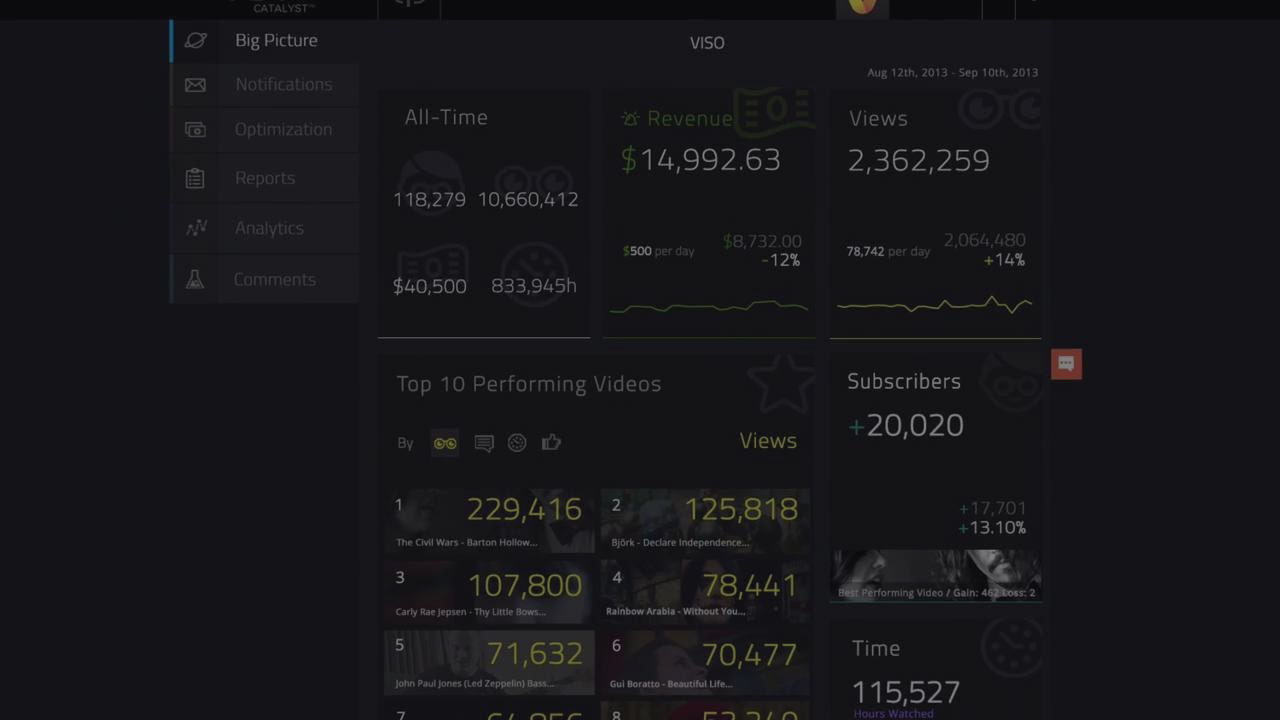 CATALYST™
Big Picture
Notifications
Optimization
Reports
Analytics
Comments
VISO
Aug 12th, 2013 - Sep 10th, 2013
All-Time
118,279 10,660,412
$40,500 833,945h
Revenue
$14,992.63
$500 per day
$8,732.00
-12%
Views
2,362,259
78,742 per day
2,064,480
+14%
Top 10 Performing Videos
By
Views
1 229,416
The Civil Wars - Barton Hollow...
2 125,818
Björk - Declare Independence...
3 107,800
Carly Rae Jepsen - Thy Little Bows...
4 78,441
Rainbow Arabia - Without You...
5 71,632
John Paul Jones (Led Zeppelin) Bass...
6 70,477
Gui Boratto - Beautiful Life...
7
8
Subscribers
+20,020
+17,701
+13.10%
Best Performing Video / Gain: 462 Loss: 2
Time
115,527
Hours Watched